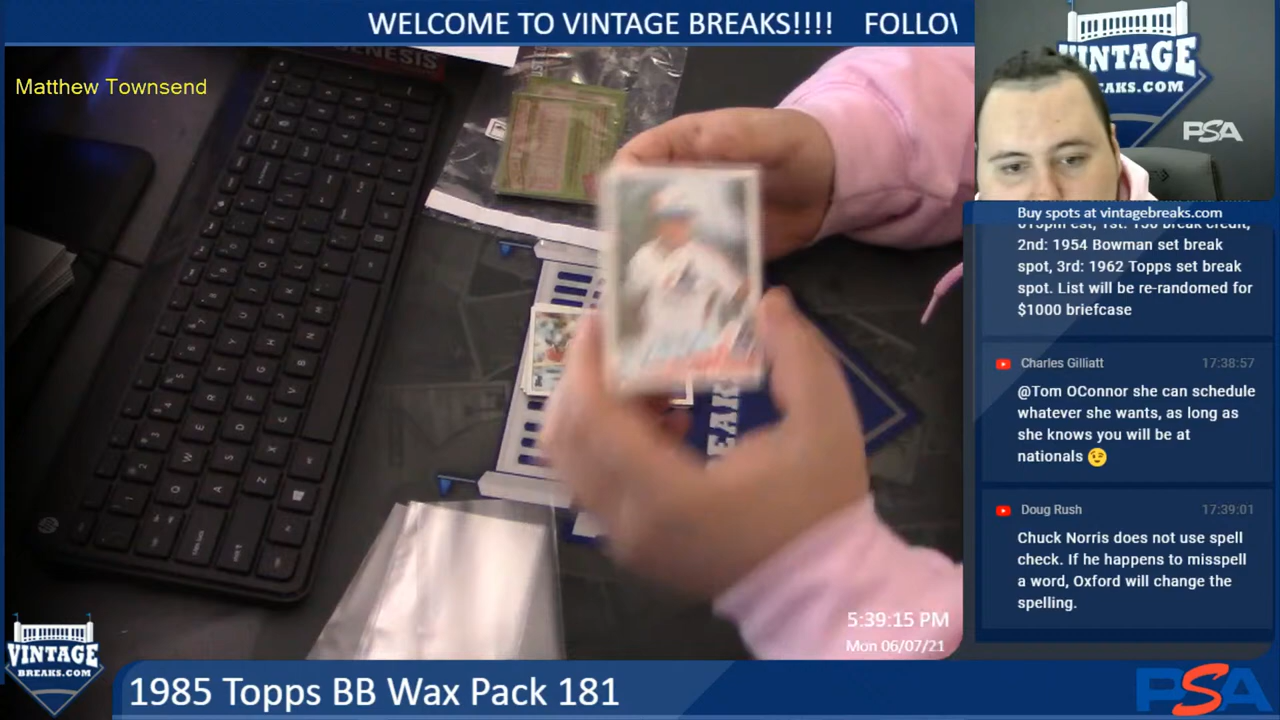 WELCOME TO VINTAGE BREAKS!!!!    FOLLOW
Matthew Townsend
GENESIS
VINTAGE
BREAKS.COM
PSA
Buy spots at vintagebreaks.com
2nd: 1954 Bowman set break
spot, 3rd: 1962 Topps set break
spot. List will be re-randomed for
$1000 briefcase
Charles Gilliatt 17:38:57
@Tom OConnor she can schedule
whatever she wants, as long as
she knows you will be at
nationals 😉
Doug Rush 17:39:01
Chuck Norris does not use spell
check. If he happens to misspell
a word, Oxford will change the
spelling.
5:39:15 PM
Mon 06/07/21
VINTAGE
BREAKS.COM
1985 Topps BB Wax Pack 181
PSA